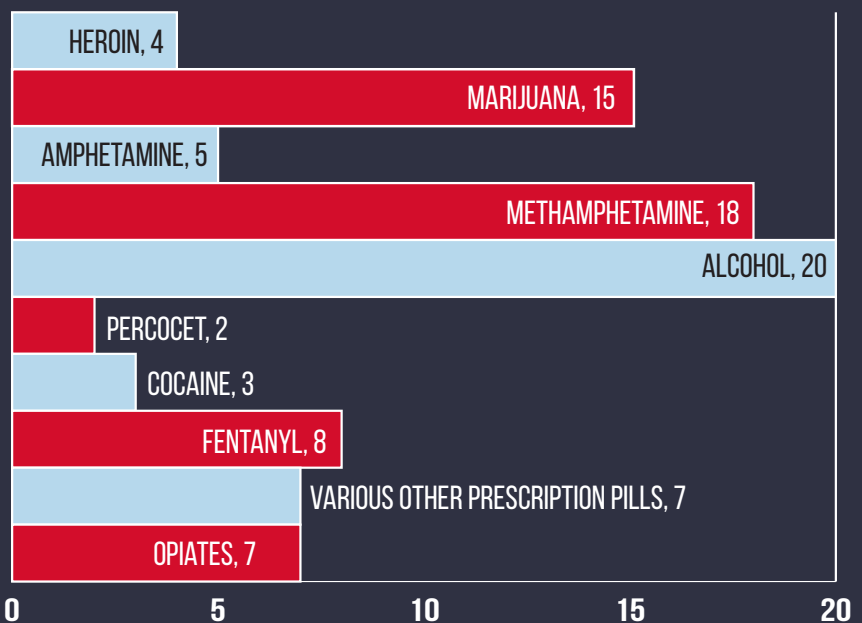 HEROIN, 4
MARIJUANA, 15
AMPHETAMINE, 5
METHAMPHETAMINE, 18
ALCOHOL, 20
PERCOCET, 2
COCAINE, 3
FENTANYL, 8
VARIOUS OTHER PRESCRIPTION PILLS, 7
OPIATES, 7
0 5 10 15 20